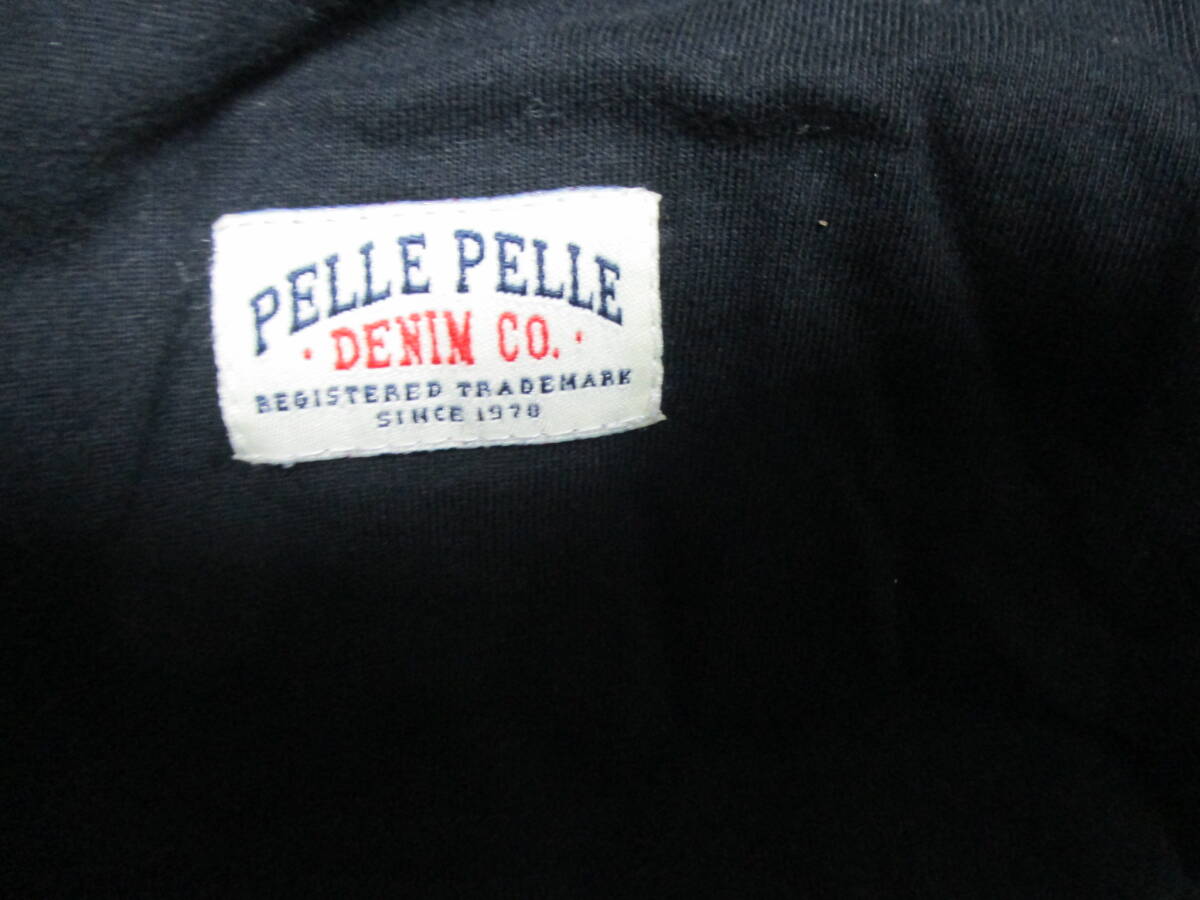 PELLE PELLE
· DENIM CO. ·
REGISTERED TRADEMARK
SINCE 1978